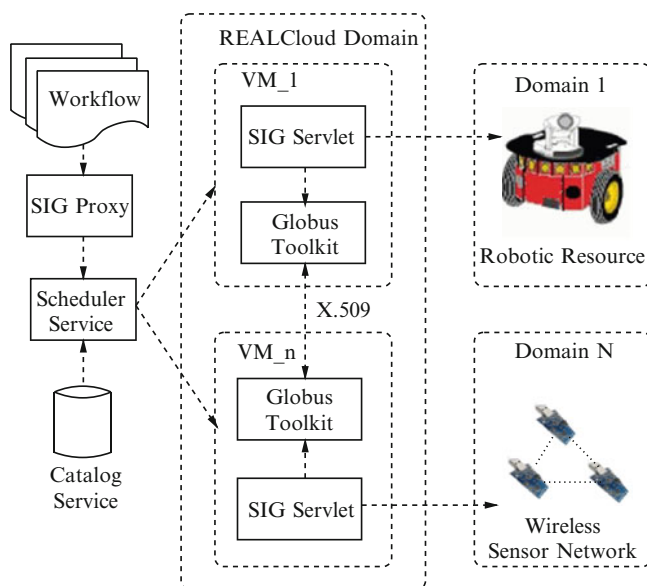 REALCloud Domain
Workflow
SIG Proxy
Scheduler
Service
Catalog
Service
VM_1
SIG Servlet
Globus
Toolkit
X.509
VM_n
Globus
Toolkit
SIG Servlet
Domain 1
Robotic Resource
Domain N
Wireless
Sensor Network